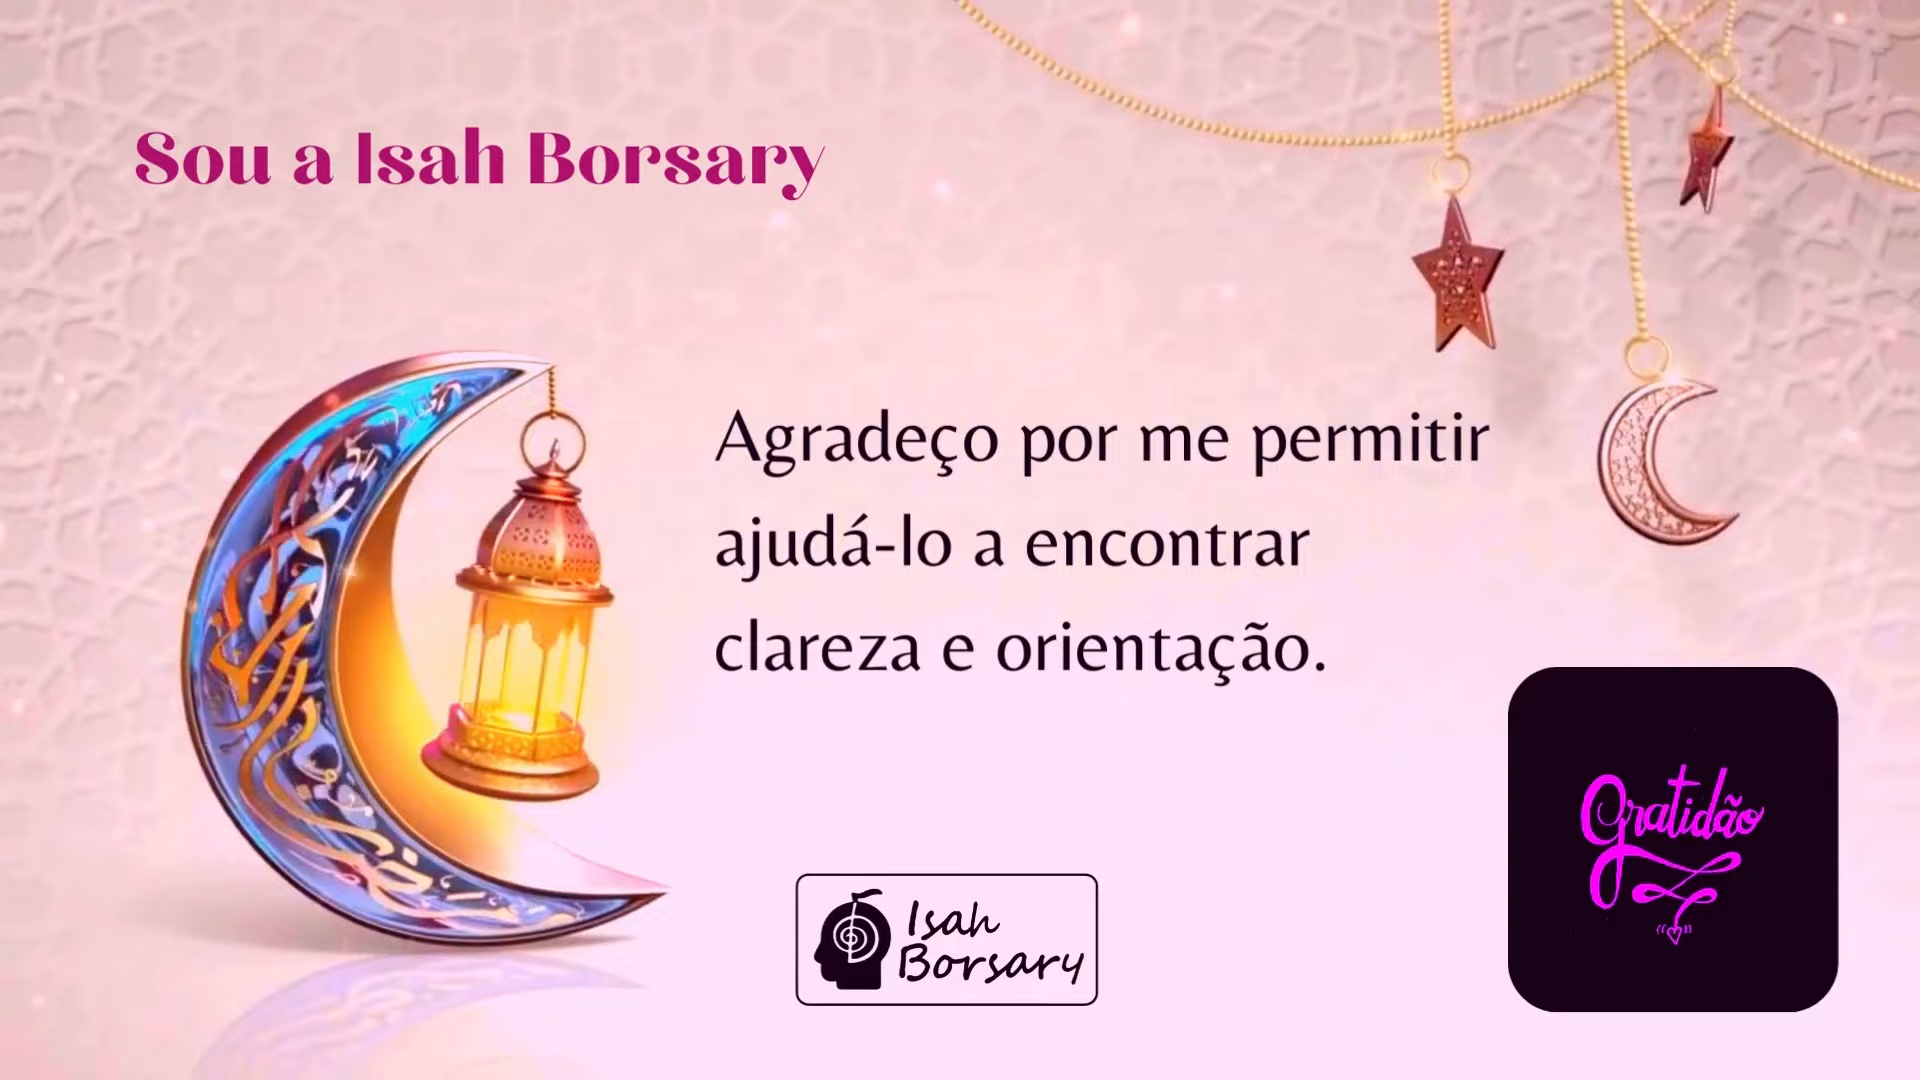 Sou a Isah Borsary
Agradeço por me permitir
ajudá-lo a encontrar
clareza e orientação.
gratidão
Isah
Borsary